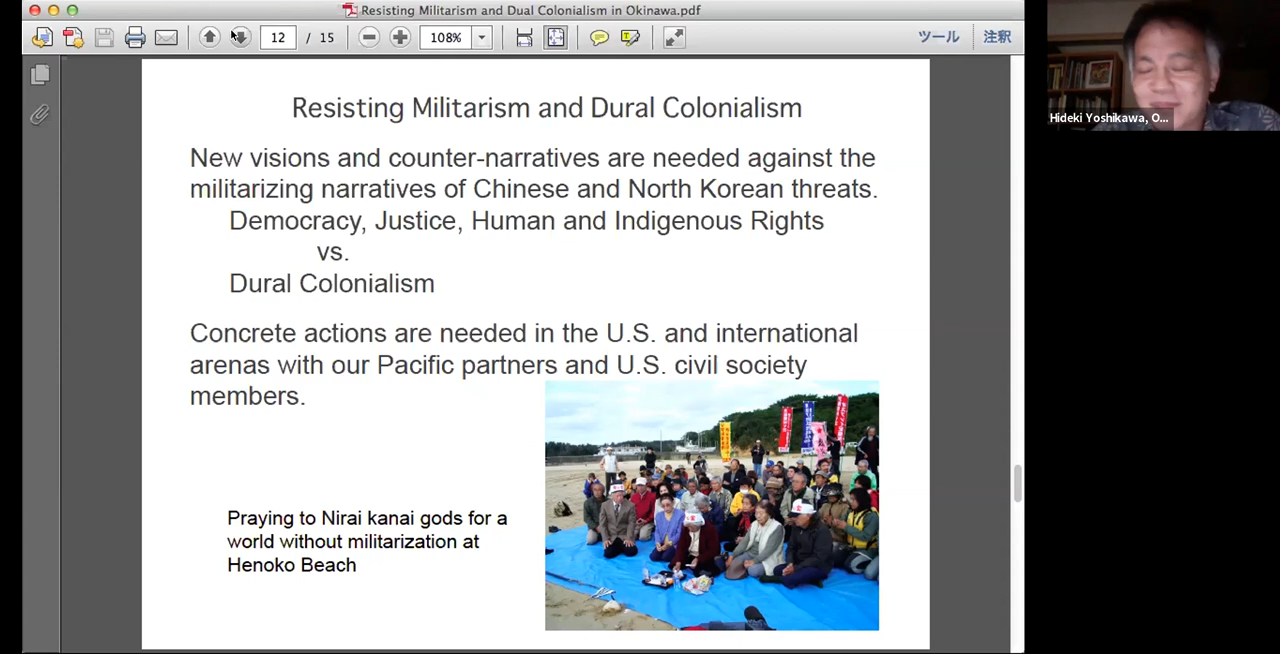 Resisting Militarism and Dual Colonialism in Okinawa.pdf
12 / 15
108%
ツール
注釈
Hideki Yoshikawa, O...
Resisting Militarism and Dural Colonialism
New visions and counter-narratives are needed against the
militarizing narratives of Chinese and North Korean threats.
Democracy, Justice, Human and Indigenous Rights
vs.
Dural Colonialism
Concrete actions are needed in the U.S. and international
arenas with our Pacific partners and U.S. civil society
members.
Praying to Nirai kanai gods for a
world without militarization at
Henoko Beach